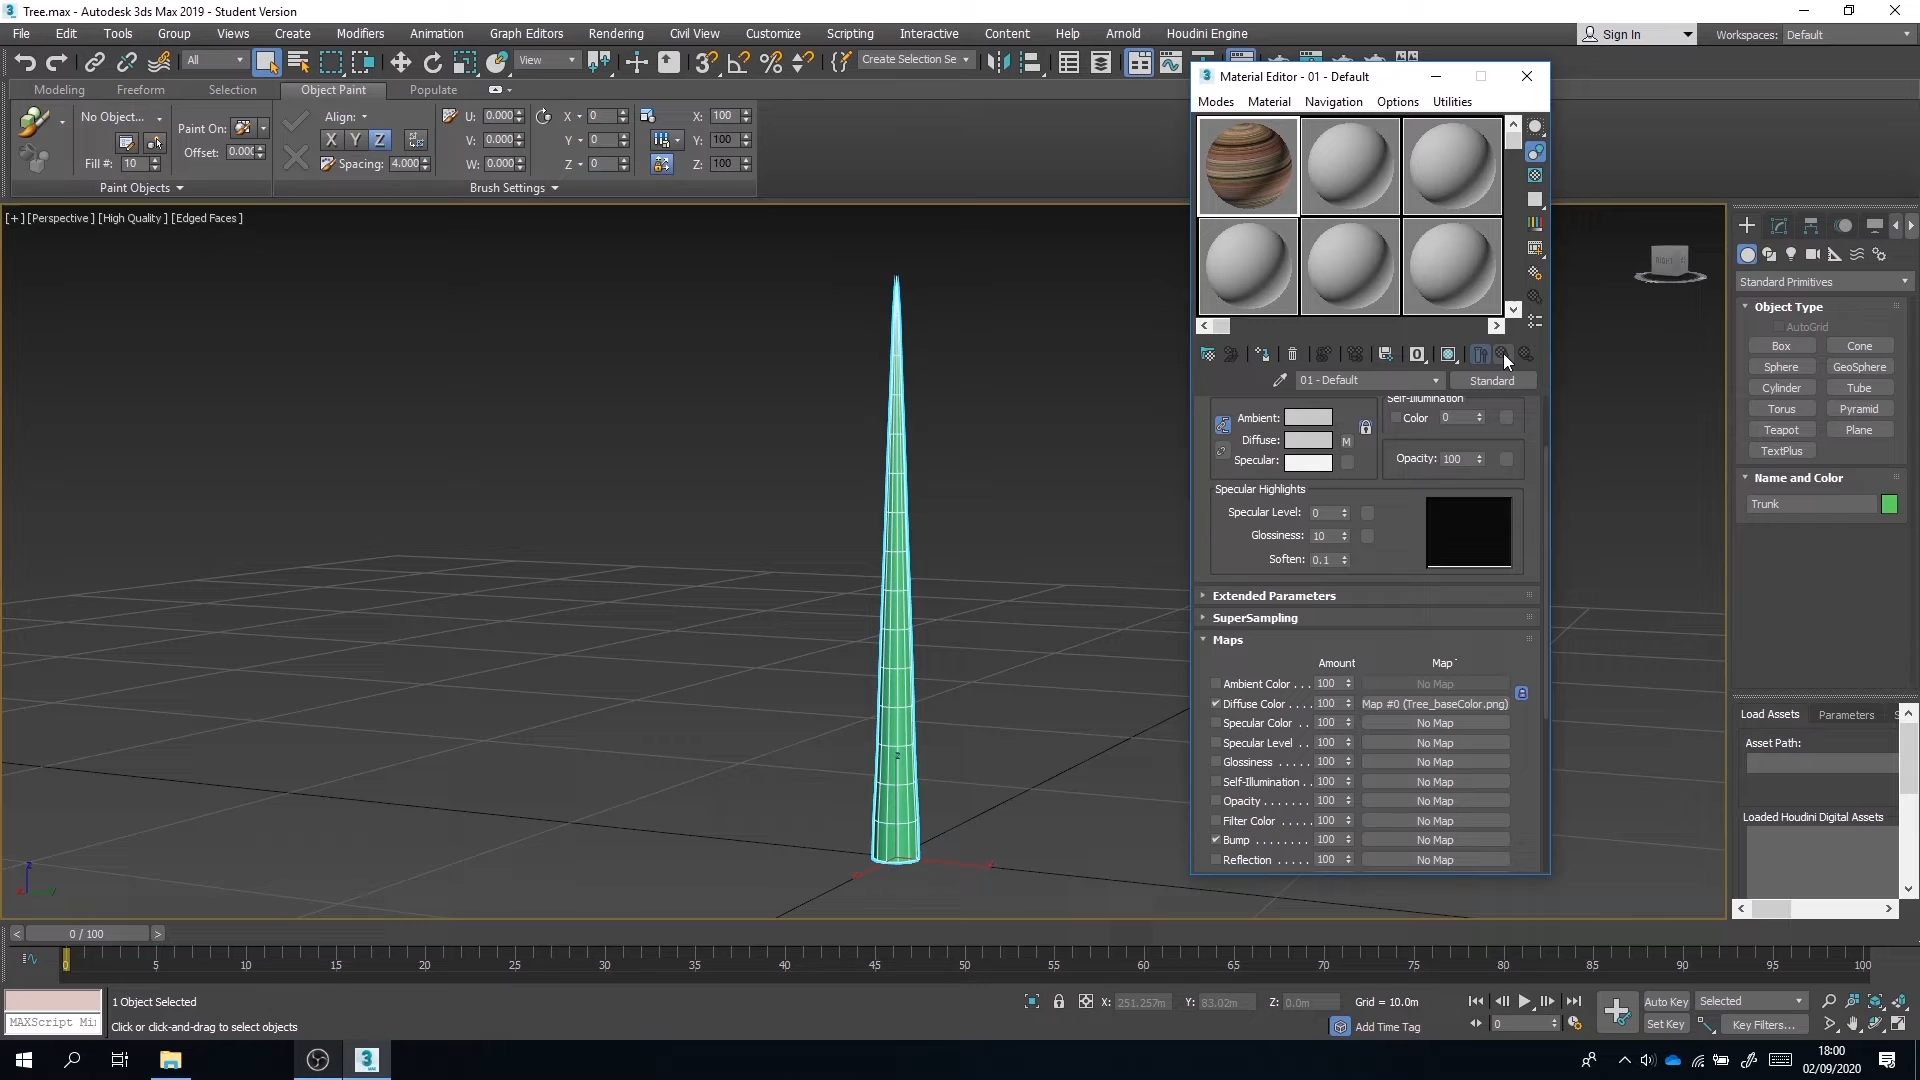 Tree.max - Autodesk 3ds Max 2019 - Student Version
File Edit Tools Group Views Create Modifiers Animation Graph Editors Rendering Civil View Customize Scripting Interactive Content Help Arnold Houdini Engine
Sign In Workspaces: Default
All View Create Selection Se
Modeling Freeform Selection Object Paint Populate
No Object... Paint On: Align: U: 0.000 X 0 X: 100
X Y Z V: 0.000 Y 0 Y: 100
Offset: 0.000
Fill #: 10 Spacing: 4.000 W: 0.000 Z 0 Z: 100
Paint Objects Brush Settings
[+] [Perspective] [High Quality] [Edged Faces]
Material Editor - 01 - Default
Modes Material Navigation Options Utilities
01 - Default Standard
Self-Illumination
Ambient: Color 0
Diffuse: M
Specular: Opacity: 100
Specular Highlights
Specular Level: 0
Glossiness: 10
Soften: 0.1
Extended Parameters
SuperSampling
Maps
Amount Map
Ambient Color . . . 100 No Map
Diffuse Color . . . . 100 Map #0 (Tree_baseColor.png)
Specular Color . . 100 No Map
Specular Level . . 100 No Map
Glossiness . . . . . 100 No Map
Self-Illumination . . 100 No Map
Opacity . . . . . . . 100 No Map
Filter Color . . . . . 100 No Map
Bump . . . . . . . . 100 No Map
Reflection . . . . . 100 No Map
Standard Primitives
Object Type
AutoGrid
Box Cone
Sphere GeoSphere
Cylinder Tube
Torus Pyramid
Teapot Plane
TextPlus
Name and Color
Trunk
Load Assets Parameters S
Asset Path:
Loaded Houdini Digital Assets
0 / 100
0 5 10 15 20 25 30 35 40 45 50 55 60 65 70 75 80 85 90 95 100
1 Object Selected X: 251.257m Y: 83.02m Z: 0.0m Grid = 10.0m Auto Key Selected
MAXScript Mi
Click or click-and-drag to select objects Add Time Tag 0 Set Key Key Filters...
18:00
02/09/2020